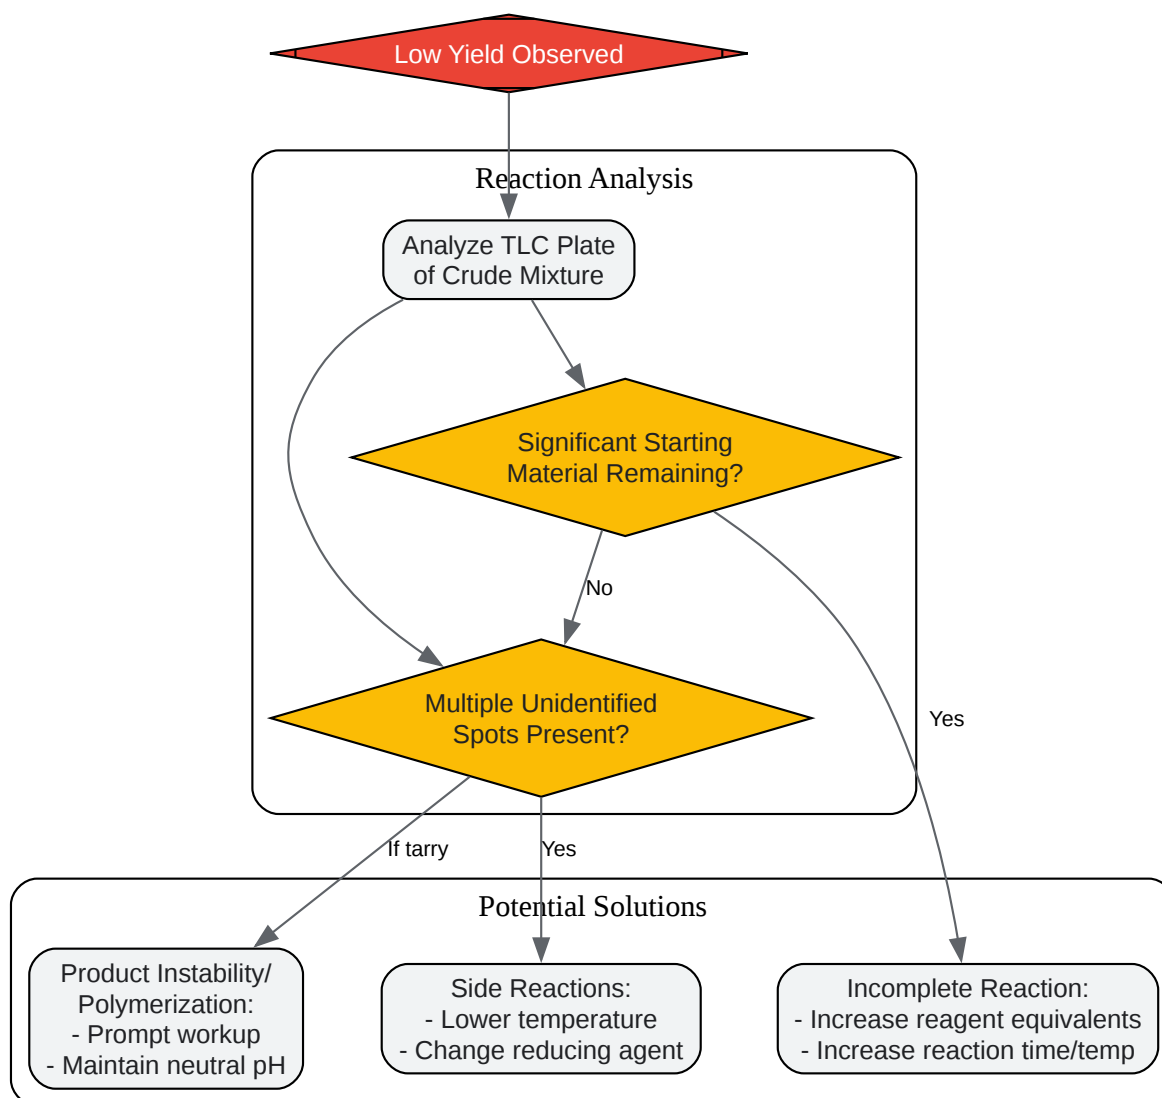 Low Yield Observed
Reaction Analysis
Analyze TLC Plate
of Crude Mixture
Significant Starting
Material Remaining?
No
Multiple Unidentified
Spots Present?
Yes
If tarry
Yes
Potential Solutions
Product Instability/
Polymerization:
- Prompt workup
- Maintain neutral pH
Side Reactions:
- Lower temperature
- Change reducing agent
Incomplete Reaction:
- Increase reagent equivalents
- Increase reaction time/temp